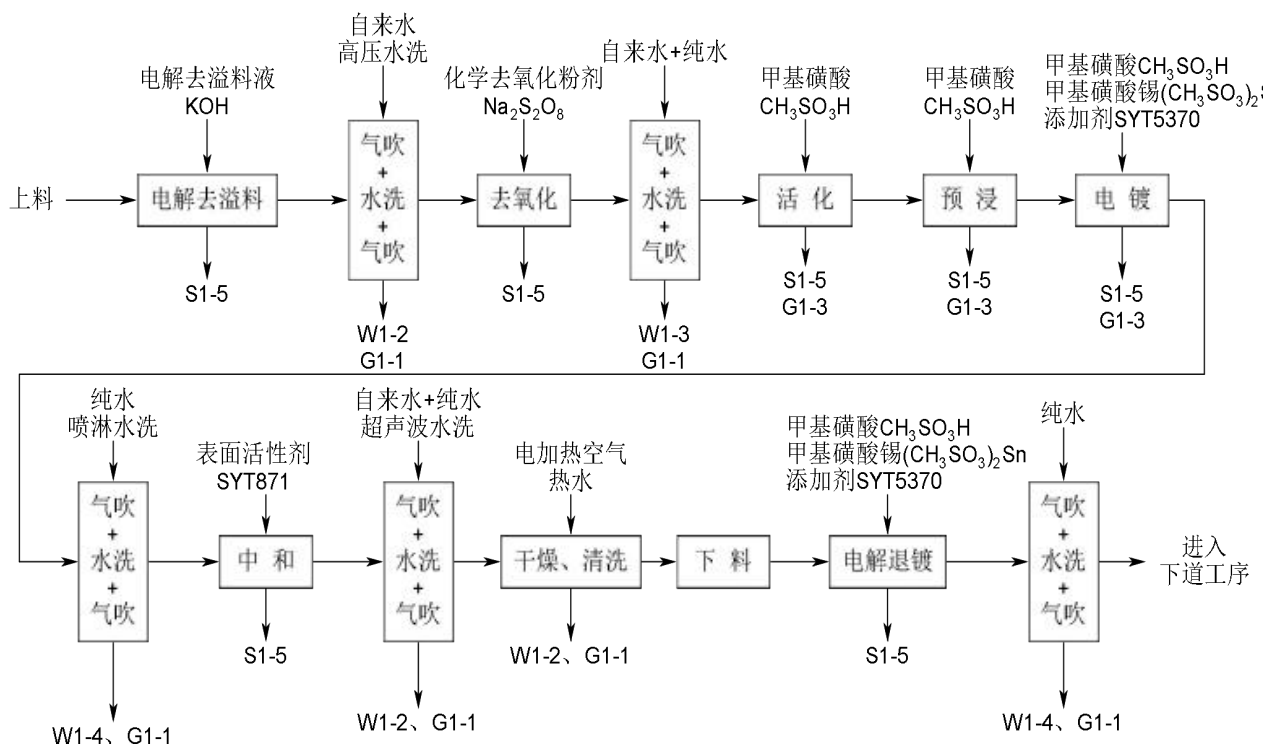 自来水
高压水洗
自来水+纯水
电解去溢料液
KOH
化学去氧化粉剂
Na₂S₂O₈
甲基磺酸
CH₃SO₃H
甲基磺酸
CH₃SO₃H
甲基磺酸CH₃SO₃H
甲基磺酸锡(CH₃SO₃)₂S
添加剂SYT5370
上料
电解去溢料
气吹
+
水洗
+
气吹
去氧化
气吹
+
水洗
+
气吹
活 化
预 浸
电 镀
S1-5
W1-2
G1-1
S1-5
W1-3
G1-1
S1-5
G1-3
S1-5
G1-3
S1-5
G1-3
纯水
喷淋水洗
表面活性剂
SYT871
自来水+纯水
超声波水洗
电加热空气
热水
甲基磺酸CH₃SO₃H
甲基磺酸锡(CH₃SO₃)₂Sn
添加剂SYT5370
纯水
气吹
+
水洗
+
气吹
中 和
气吹
+
水洗
+
气吹
干燥、清洗
下 料
电解退镀
气吹
+
水洗
+
气吹
进入
下道工序
W1-4、G1-1
S1-5
W1-2、G1-1
W1-2、G1-1
S1-5
W1-4、G1-1